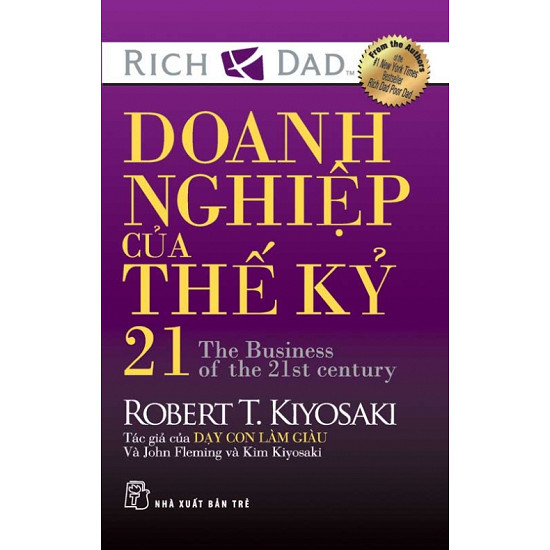 RICH DAD™
From the Authors
of the
#1 New York Times
Bestseller
Rich Dad Poor Dad
DOANH
NGHIỆP
CỦA
THẾ KỶ
21
The Business
of the 21st century
ROBERT T. KIYOSAKI
Tác giả của DẠY CON LÀM GIÀU
Và John Fleming và Kim Kiyosaki
NHÀ XUẤT BẢN TRẺ